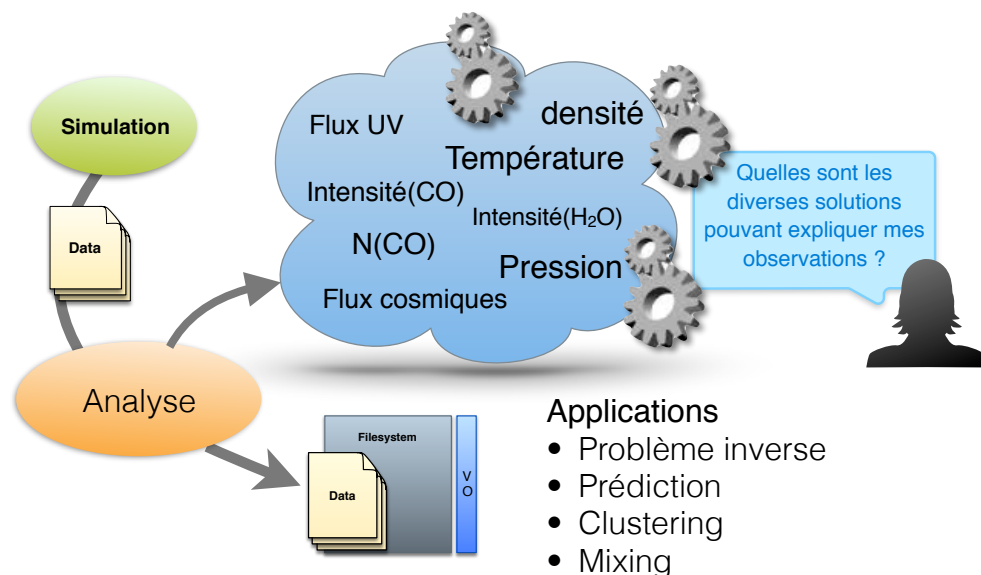 Simulation
Data
Analyse
Flux UV
densité
Température
Intensité(CO)
Intensité(H₂O)
N(CO)
Pression
Flux cosmiques
Quelles sont les
diverses solutions
pouvant expliquer mes
observations ?
Filesystem
Data
V
O
Applications
• Problème inverse
• Prédiction
• Clustering
• Mixing